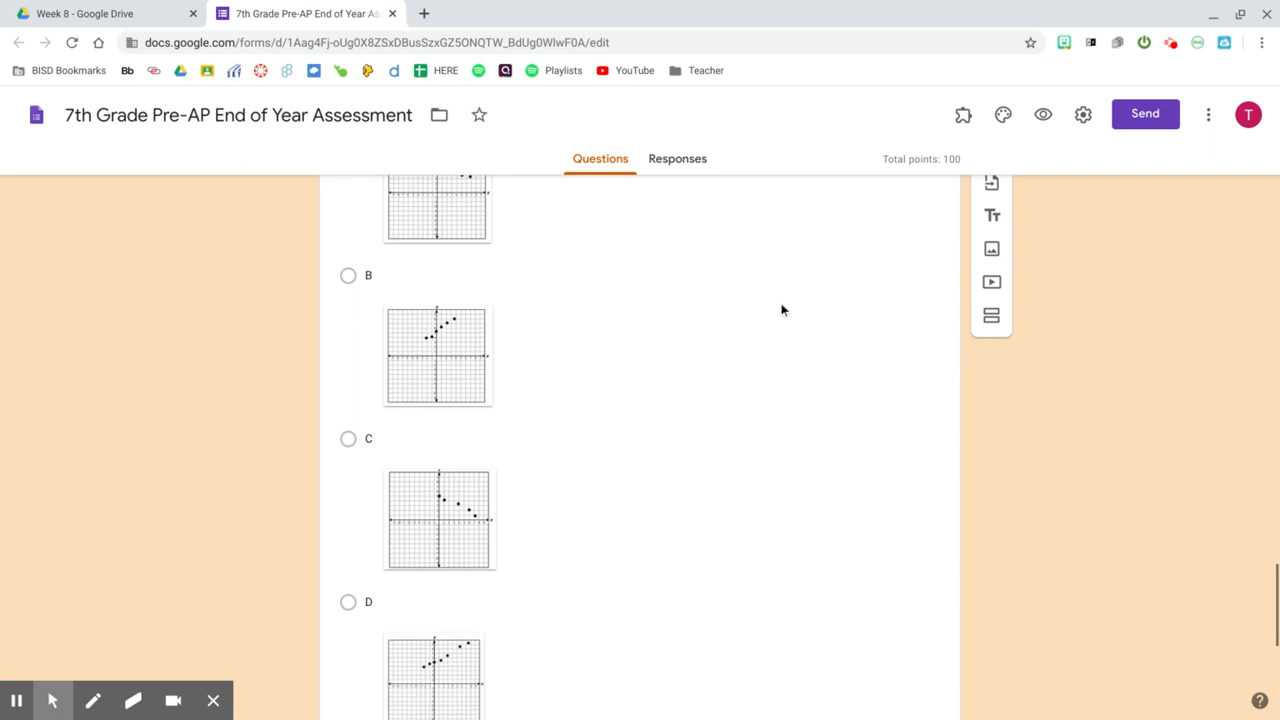 Week 8 - Google Drive
7th Grade Pre-AP End of Year As
docs.google.com/forms/d/1Aag4Fj-oUg0X8ZSxDBusSzxGZ5ONQTW_BdUg0WlwF0A/edit
BISD Bookmarks
Bb
HERE
Playlists
YouTube
Teacher
7th Grade Pre-AP End of Year Assessment
Send
T
Questions
Responses
Total points: 100
Tт
B
C
D